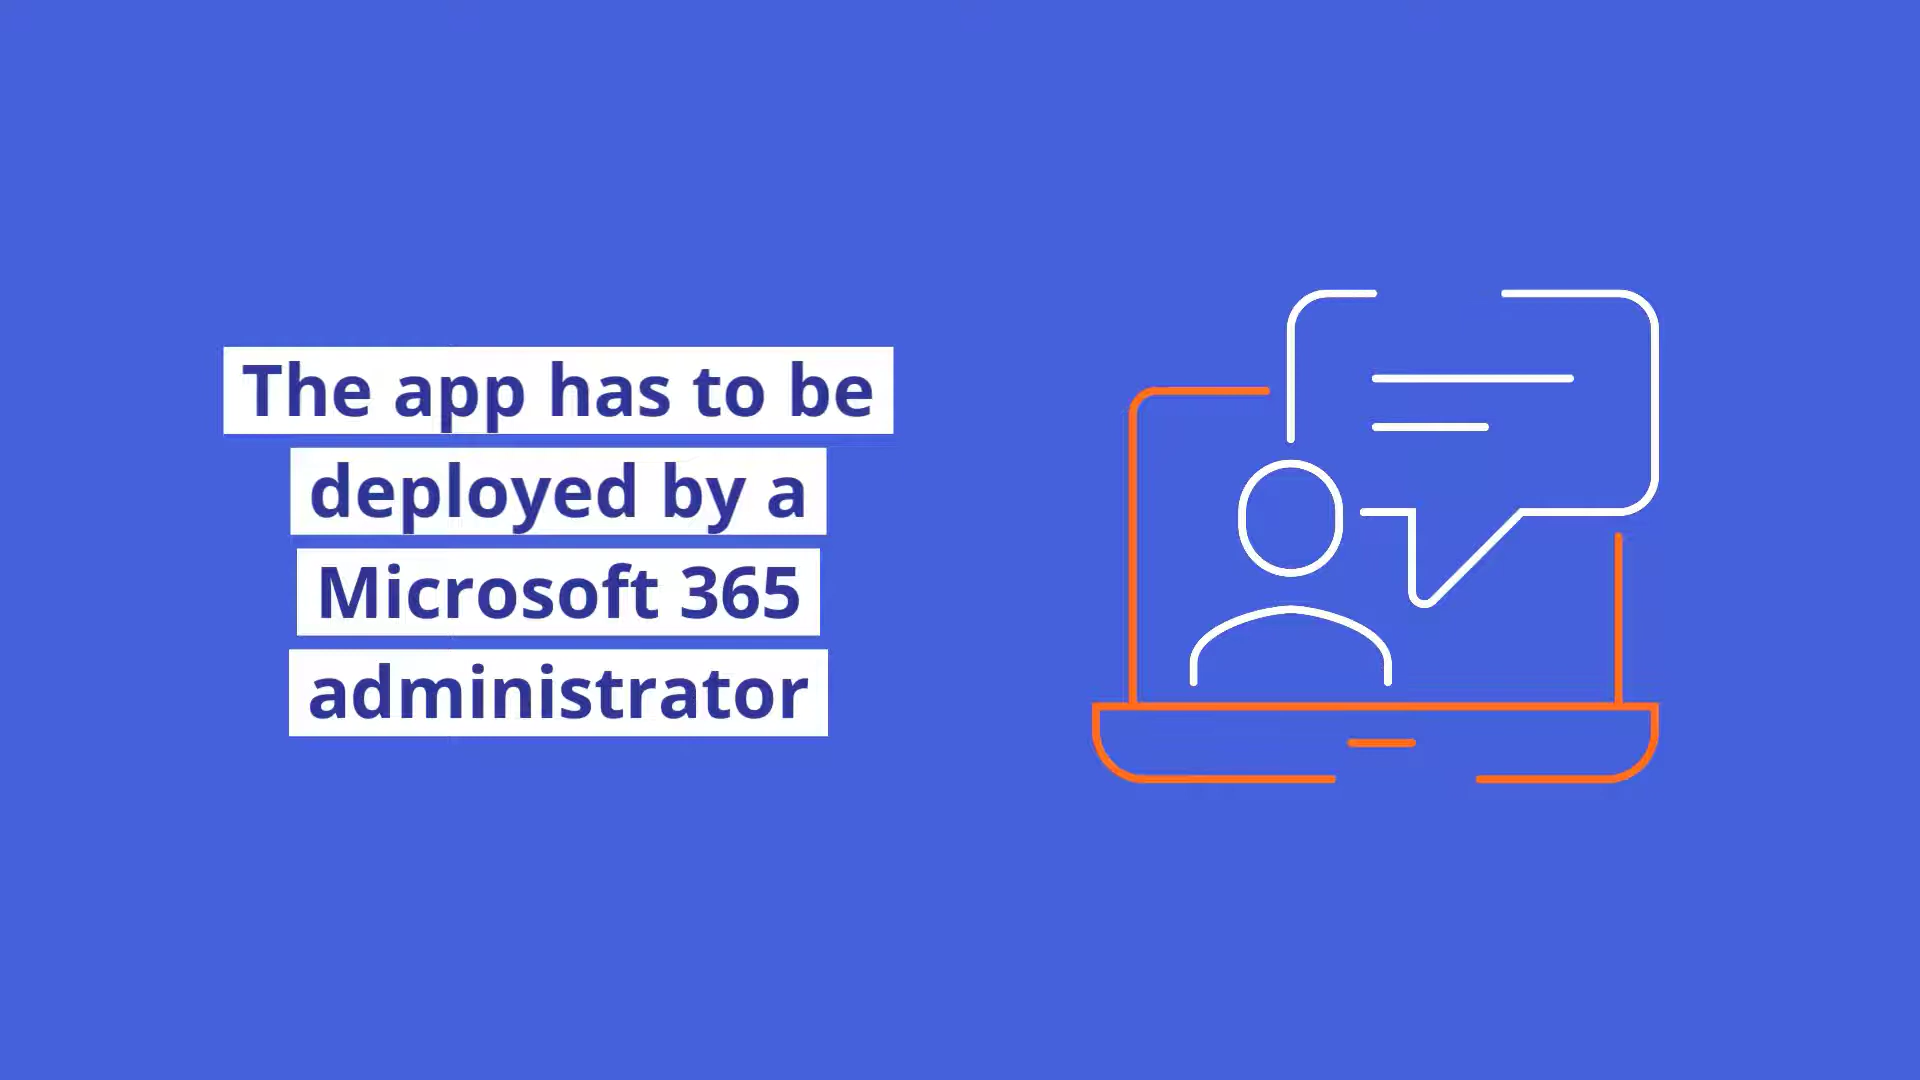 The app has to be
deployed by a
Microsoft 365
administrator